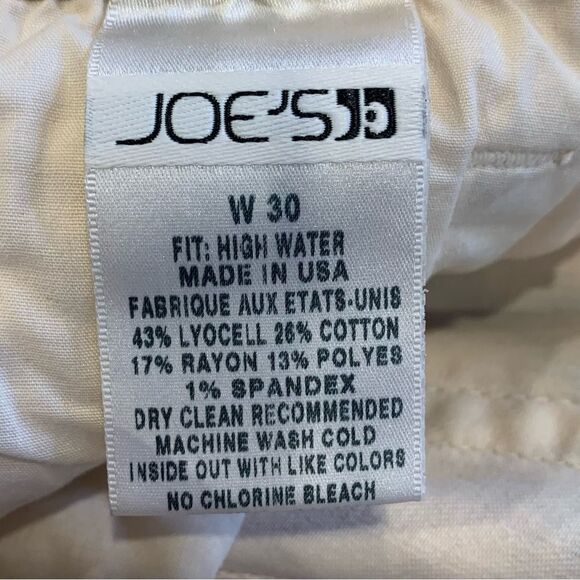 JOE'S
W 30
FIT: HIGH WATER
MADE IN USA
FABRIQUE AUX ETATS-UNIS
43% LYOCELL 26% COTTON
17% RAYON 13% POLYES
1% SPANDEX
DRY CLEAN RECOMMENDED
MACHINE WASH COLD
INSIDE OUT WITH LIKE COLORS
NO CHLORINE BLEACH